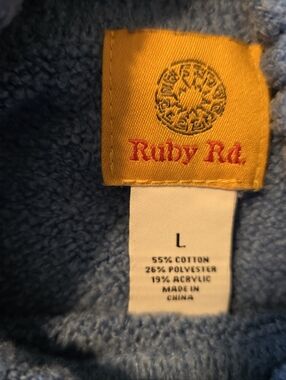 Ruby Rd.
L
55% COTTON
26% POLYESTER
19% ACRYLIC
MADE IN
CHINA